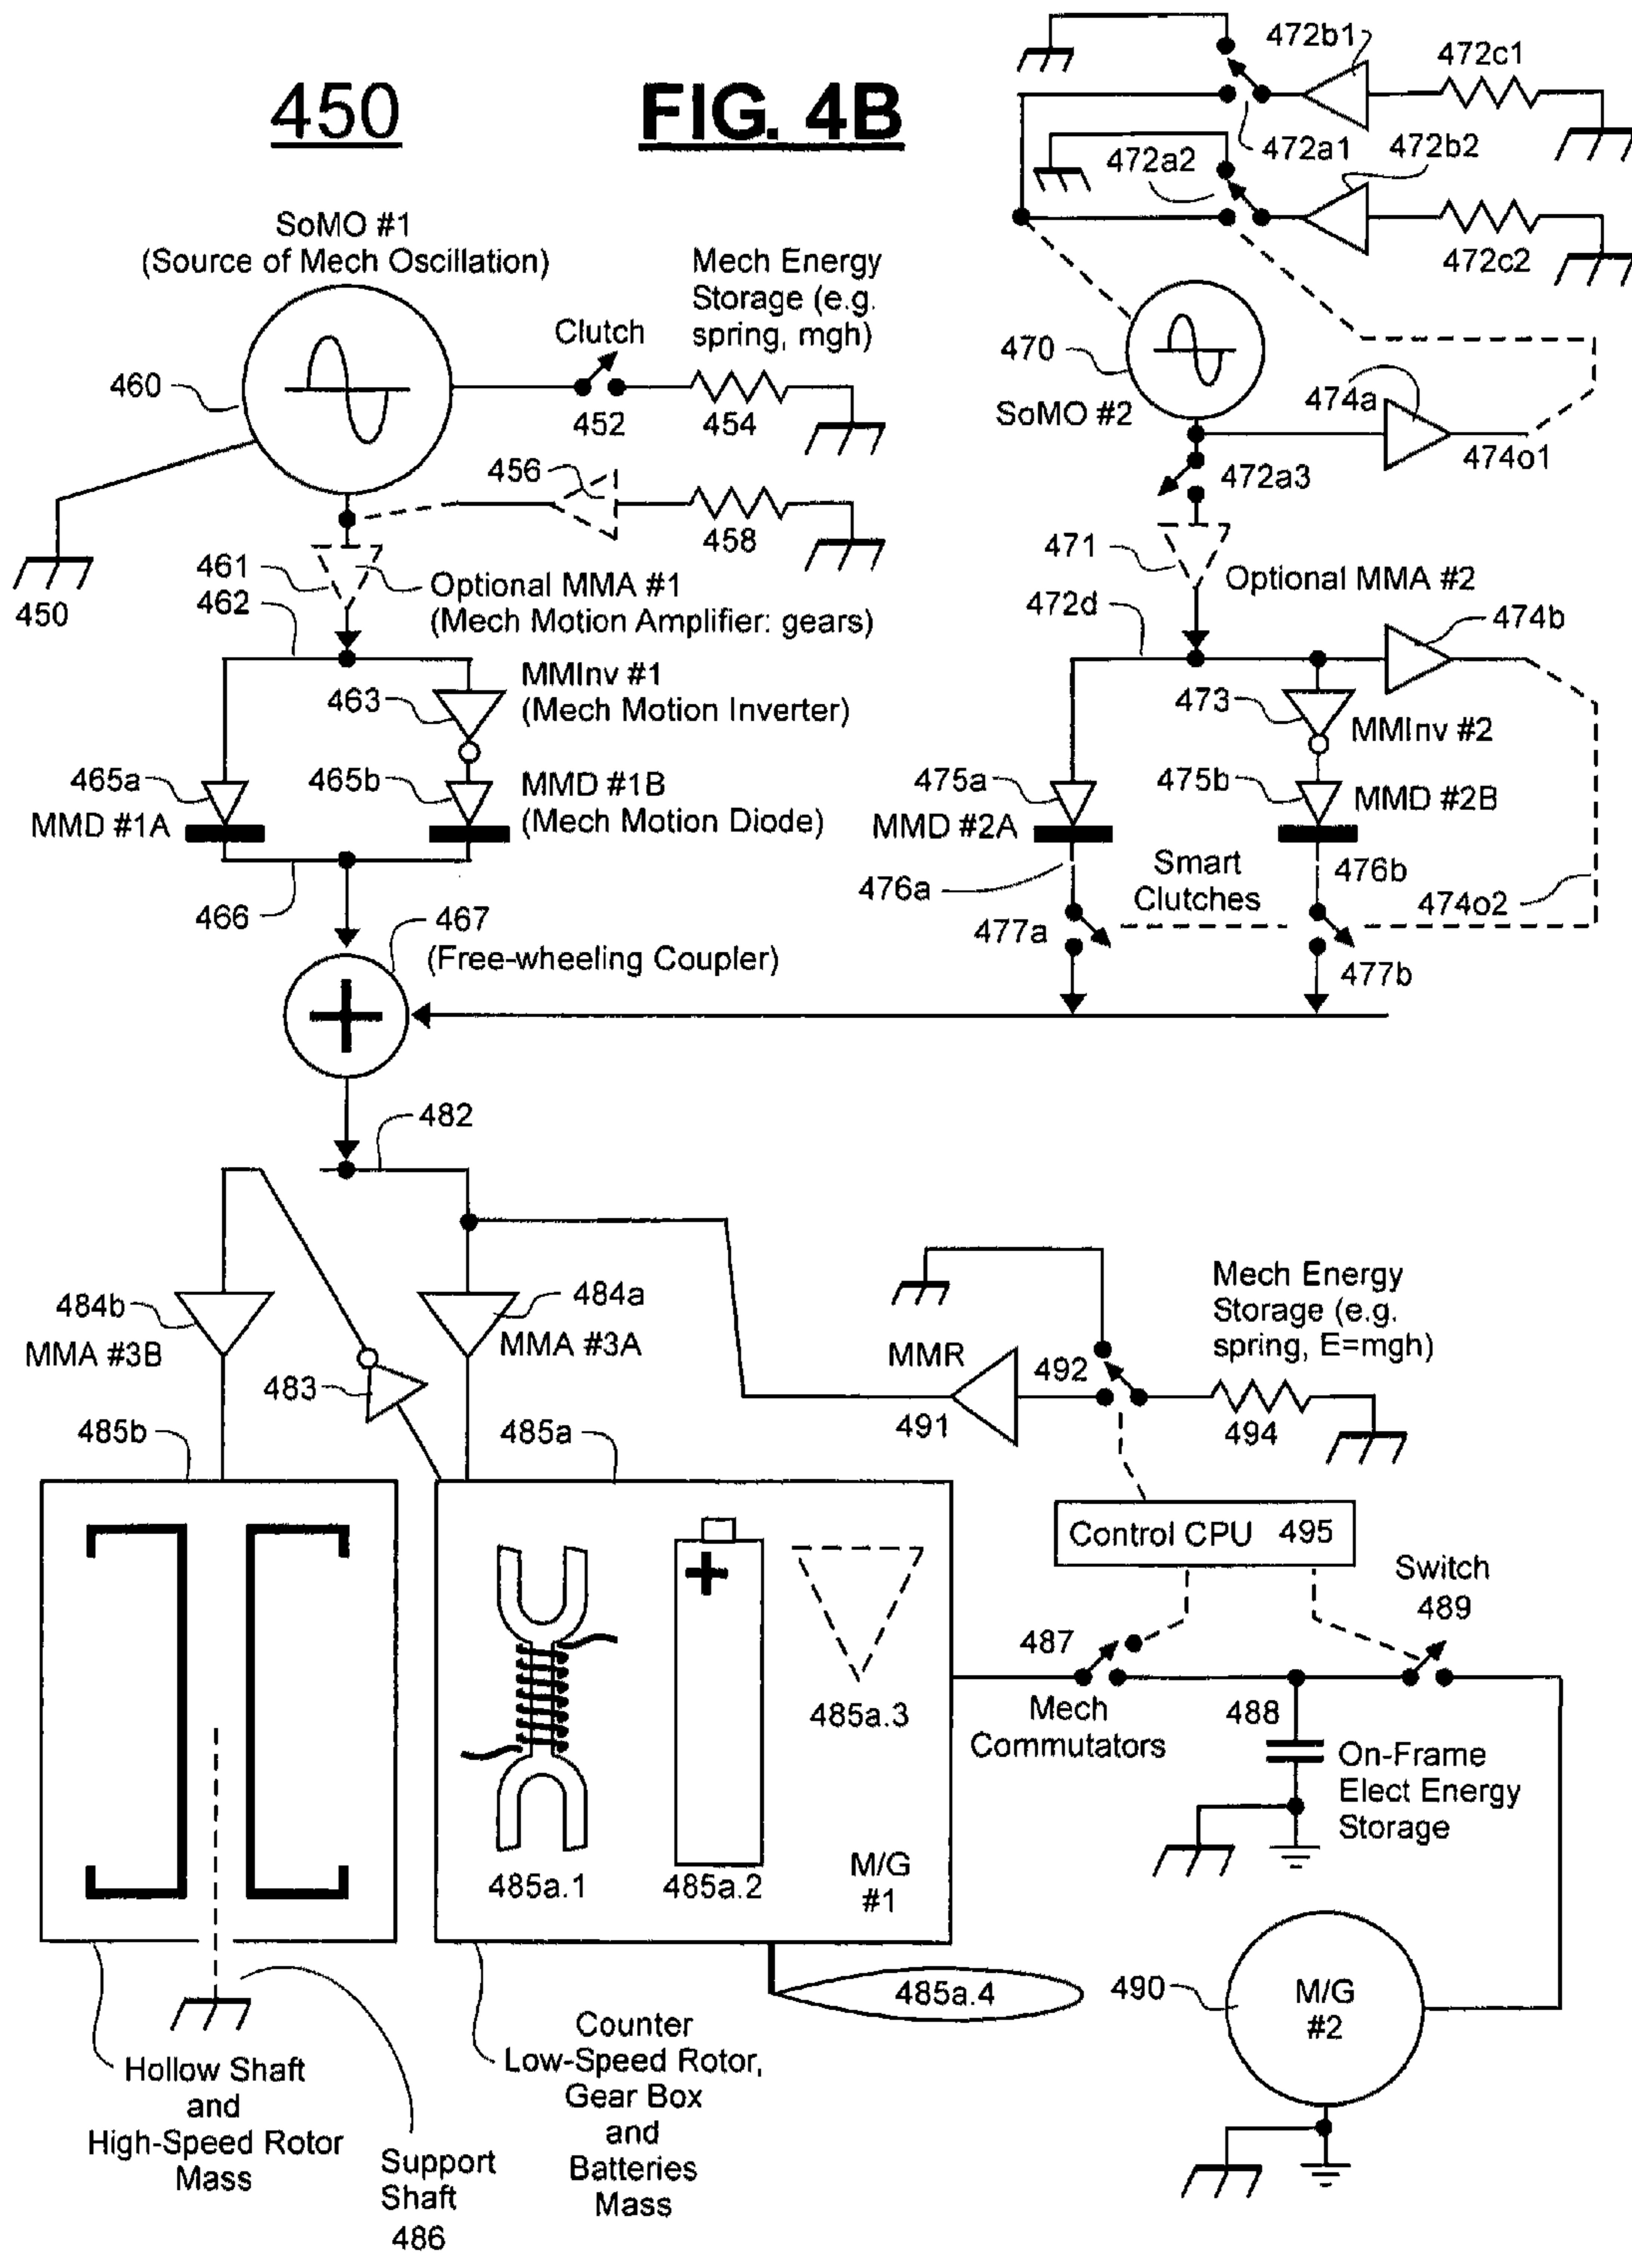 450
FIG. 4B
472b1
472c1
472a1
472b2
472a2
472c2
SoMO #1
(Source of Mech Oscillation)
Mech Energy
Storage (e.g.
spring, mgh)
Clutch
460
452
454
456
458
450
461
Optional MMA #1
(Mech Motion Amplifier: gears)
462
MMInv #1
(Mech Motion Inverter)
463
465a
MMD #1A
465b
MMD #1B
(Mech Motion Diode)
466
467
(Free-wheeling Coupler)
470
SoMO #2
474a
474o1
472a3
471
Optional MMA #2
472d
474b
473
MMInv #2
475a
MMD #2A
475b
MMD #2B
476a
Smart
Clutches
476b
474o2
477a
477b
482
484b
MMA #3B
484a
MMA #3A
483
MMR
491
492
Mech Energy
Storage (e.g.
spring, E=mgh)
494
485b
485a
Control CPU 495
Switch
489
487
Mech
Commutators
488
On-Frame
Elect Energy
Storage
485a.3
485a.1
485a.2
M/G
#1
485a.4
490
M/G
#2
Hollow Shaft
and
High-Speed Rotor
Mass
Support
Shaft
486
Counter
Low-Speed Rotor,
Gear Box
and
Batteries
Mass